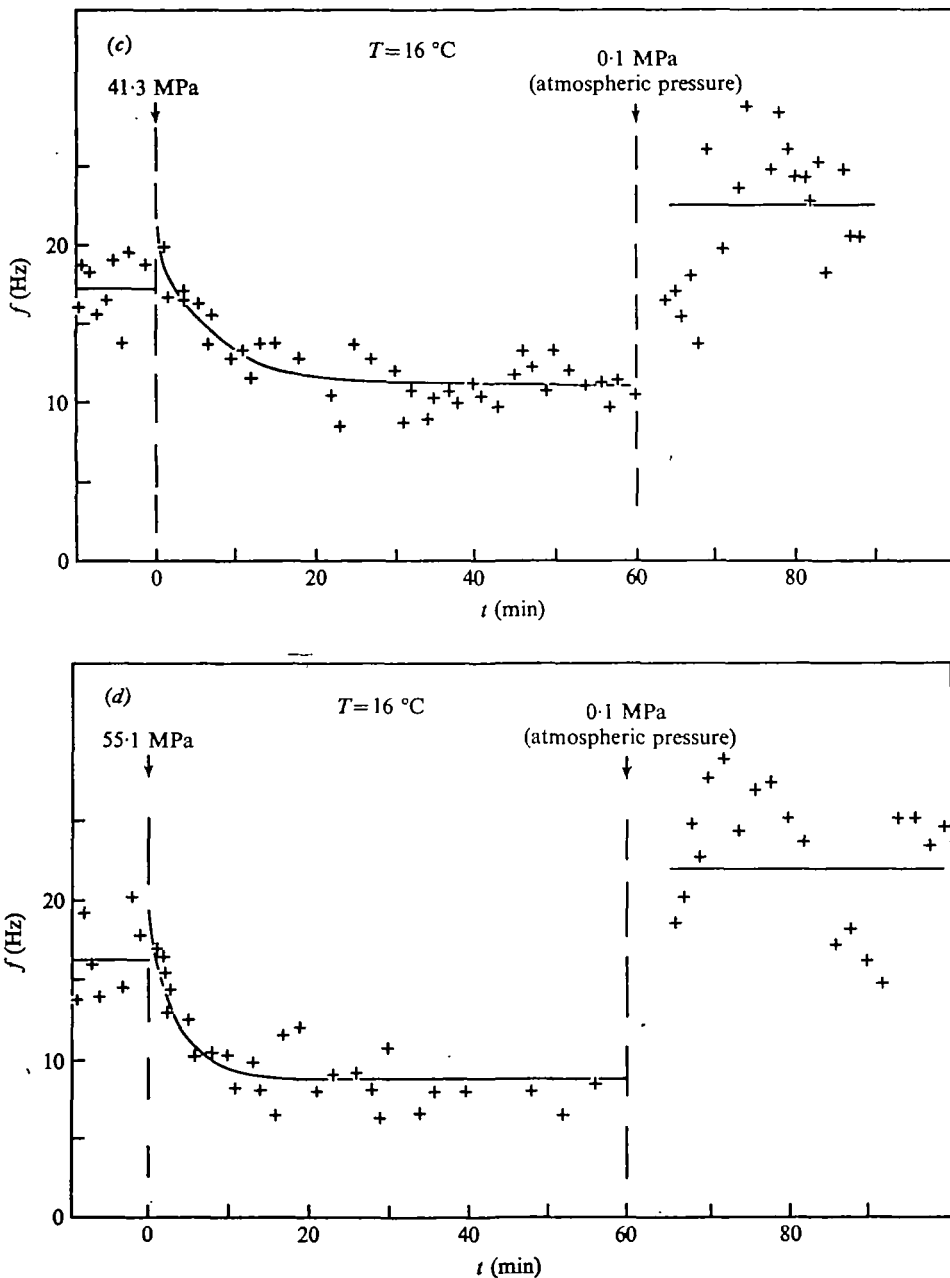 (c)
T = 16 °C
0·1 MPa
(atmospheric pressure)
41·3 MPa
20
10
0
f (Hz)
0
20
40
60
80
t (min)
(d)
T = 16 °C
0·1 MPa
(atmospheric pressure)
55·1 MPa
20
10
0
f (Hz)
0
20
40
60
80
t (min)